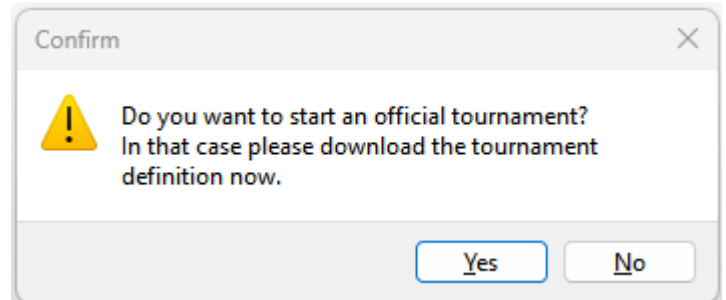 Confirm
Do you want to start an official tournament?
In that case please download the tournament
definition now.
Yes
No